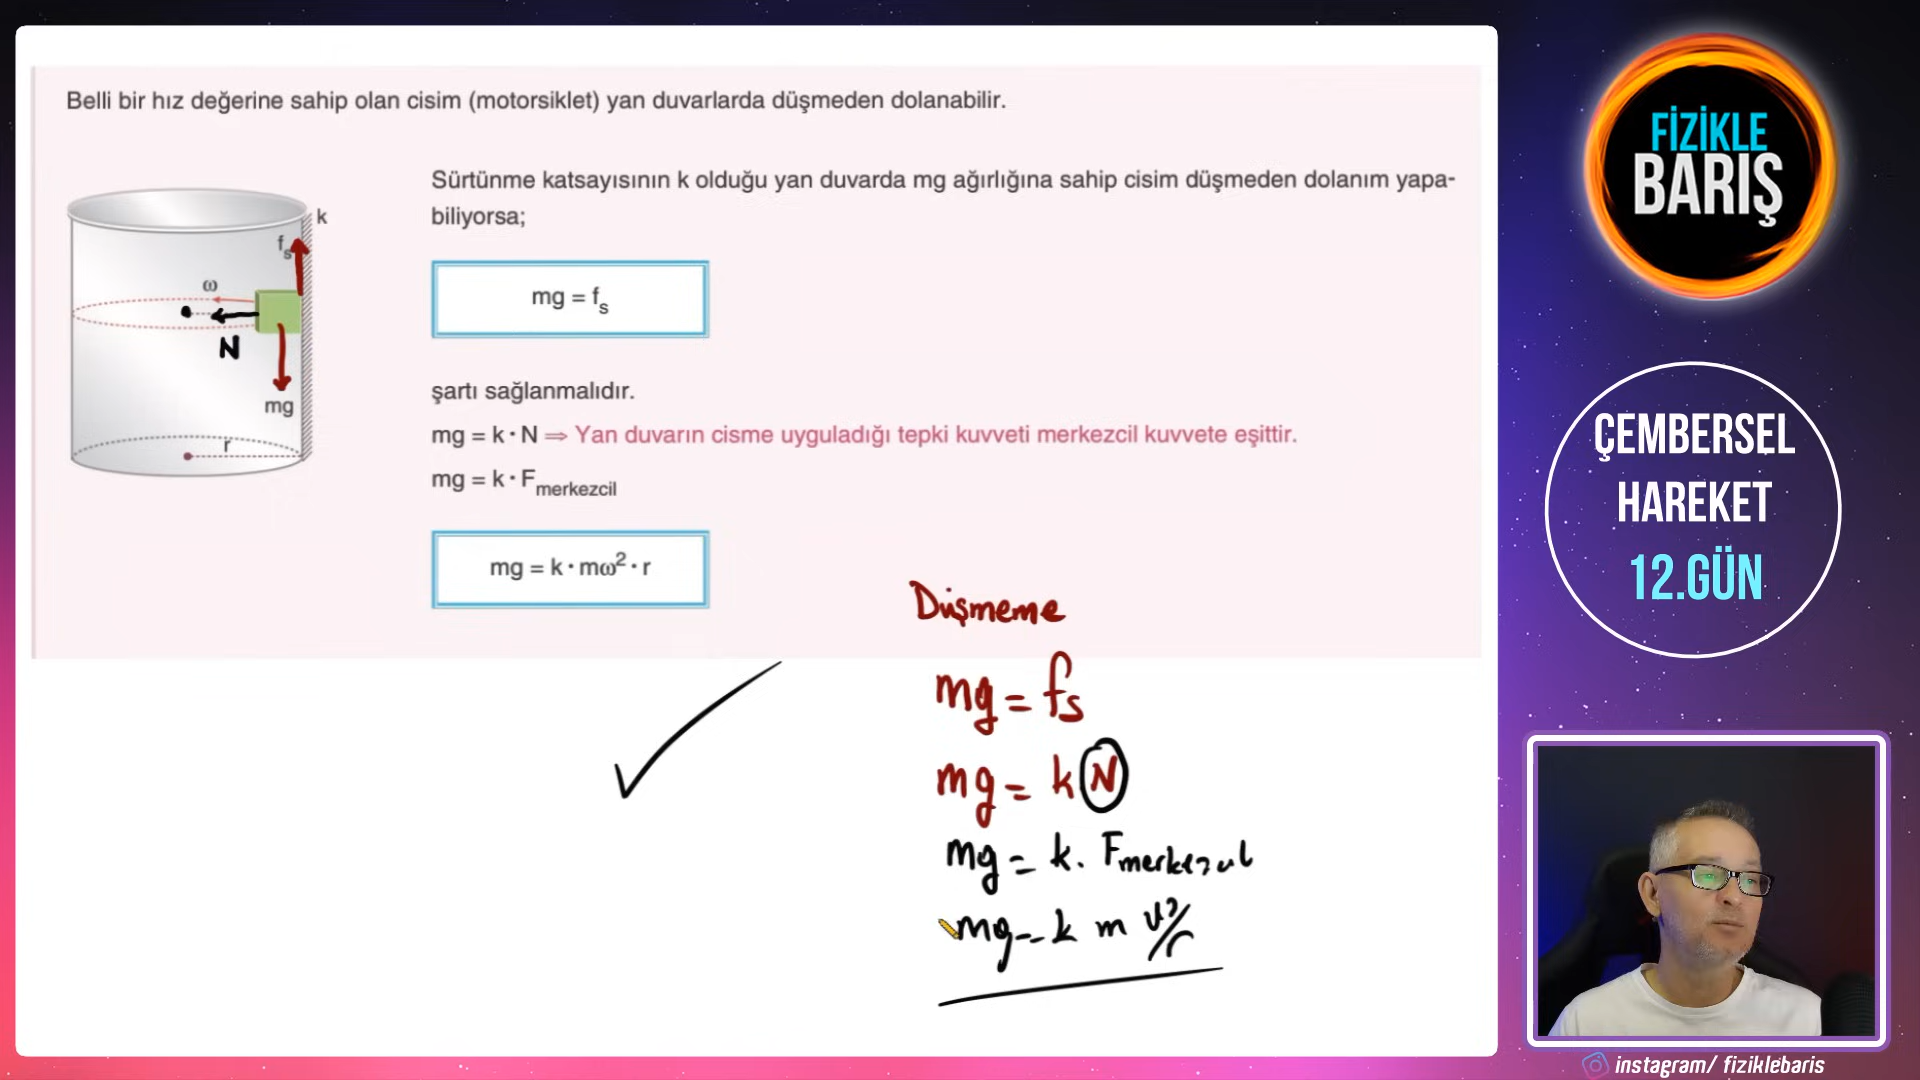 Belli bir hız değerine sahip olan cisim (motorsiklet) yan duvarlarda düşmeden dolanabilir.
Sürtünme katsayısının k olduğu yan duvarda mg ağırlığına sahip cisim düşmeden dolanım yapa-
biliyorsa;
k
fs
ω
N
mg
r
mg = fs
şartı sağlanmalıdır.
mg = k · N ⇒ Yan duvarın cisme uyguladığı tepki kuvveti merkezcil kuvvete eşittir.
mg = k · Fmerkezcil
mg = k · mω² · r
Düşmeme
mg = fs
mg = k N
mg = k. Fmerkezcil
mg = k m v²/r
FİZİKLE
BARIŞ
ÇEMBERSEL
HAREKET
12.GÜN
instagram/ fiziklebaris